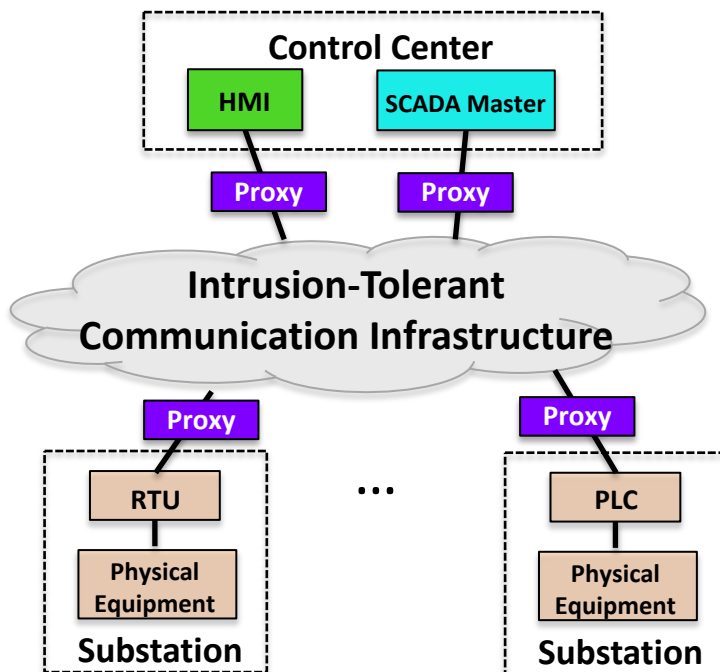 Control Center
HMI
SCADA Master
Proxy
Proxy
Intrusion-Tolerant
Communication Infrastructure
Proxy
Proxy
RTU
...
PLC
Physical
Equipment
Physical
Equipment
Substation
Substation